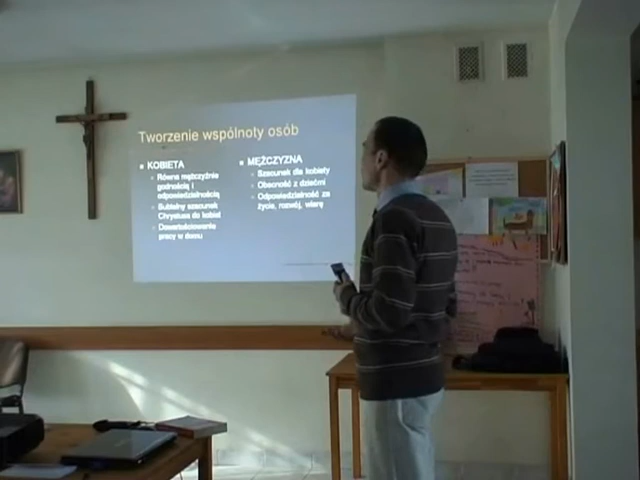 Tworzenie wspólnoty osób
KOBIETA
Równa mężczyźnie
godnością i
odpowiedzialnością
Subtelny szacunek
Chrystusa do kobiet
Dowartościowanie
pracy w domu
MĘŻCZYZNA
Szacunek dla kobiety
Obecność z dziećmi
Odpowiedzialność za
życie, rozwój, wiarę